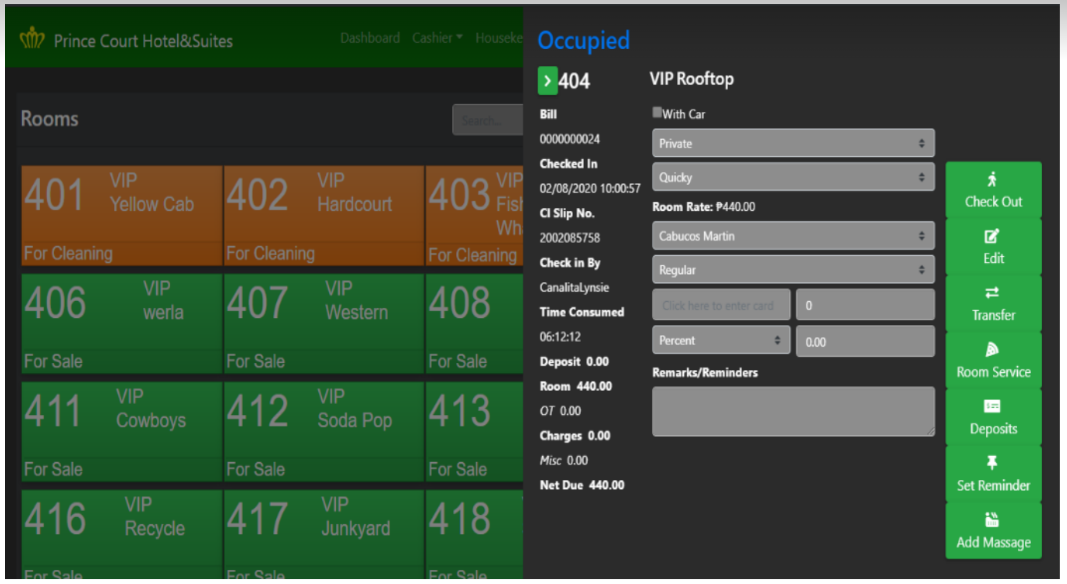 Prince Court Hotel&Suites
Dashboard Cashier
Rooms
Search...
401 VIP Yellow Cab
For Cleaning
402 VIP Hardcourt
For Cleaning
403 VIP
For Cleaning
406 VIP werla
For Sale
407 VIP Western
For Sale
408
For Sale
411 VIP Cowboys
For Sale
412 VIP Soda Pop
For Sale
413
For Sale
416 VIP Recycle
For Sale
417 VIP Junkyard
For Sale
418
For Sale
Occupied
> 404
VIP Rooftop
Bill
0000000024
Checked In
02/08/2020 10:00:57
CI Slip No.
2002085758
Check in By
CanalitaLynsie
Time Consumed
06:12:12
Deposit 0.00
Room 440.00
OT 0.00
Charges 0.00
Misc 0.00
Net Due 440.00
With Car
Private
Quicky
Room Rate: ₱440.00
Cabucos Martin
Regular
Click here to enter card
0
Percent
0.00
Remarks/Reminders
Check Out
Edit
Transfer
Room Service
Deposits
Set Reminder
Add Massage